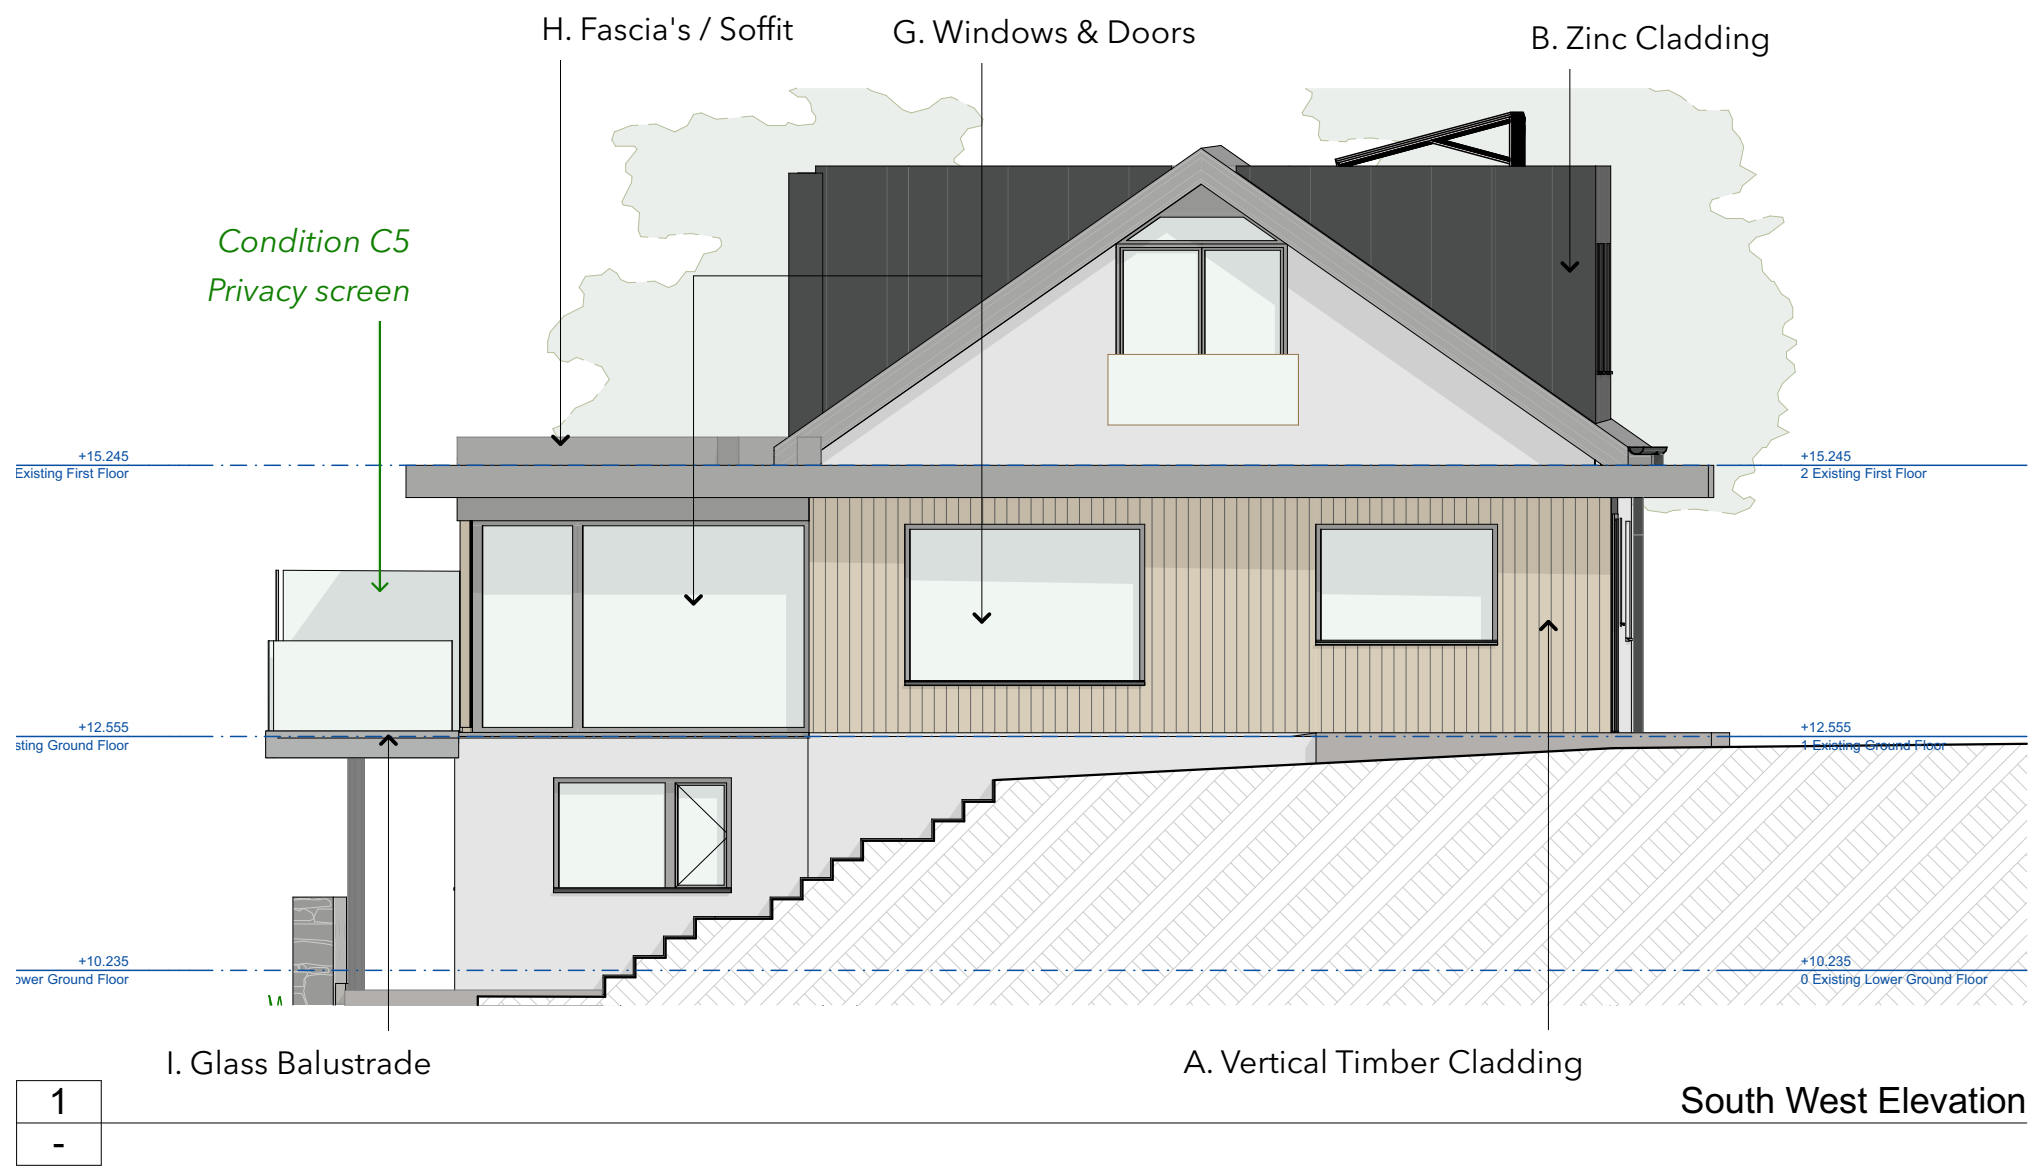 H. Fascia's / Soffit
G. Windows & Doors
B. Zinc Cladding
Condition C5
Privacy screen
+15.245
Existing First Floor
+15.245
2 Existing First Floor
+12.555
Ground Floor
+12.555
1 Existing Ground Floor
+10.235
Ground Floor
+10.235
0 Existing Lower Ground Floor
I. Glass Balustrade
A. Vertical Timber Cladding
1
-
South West Elevation